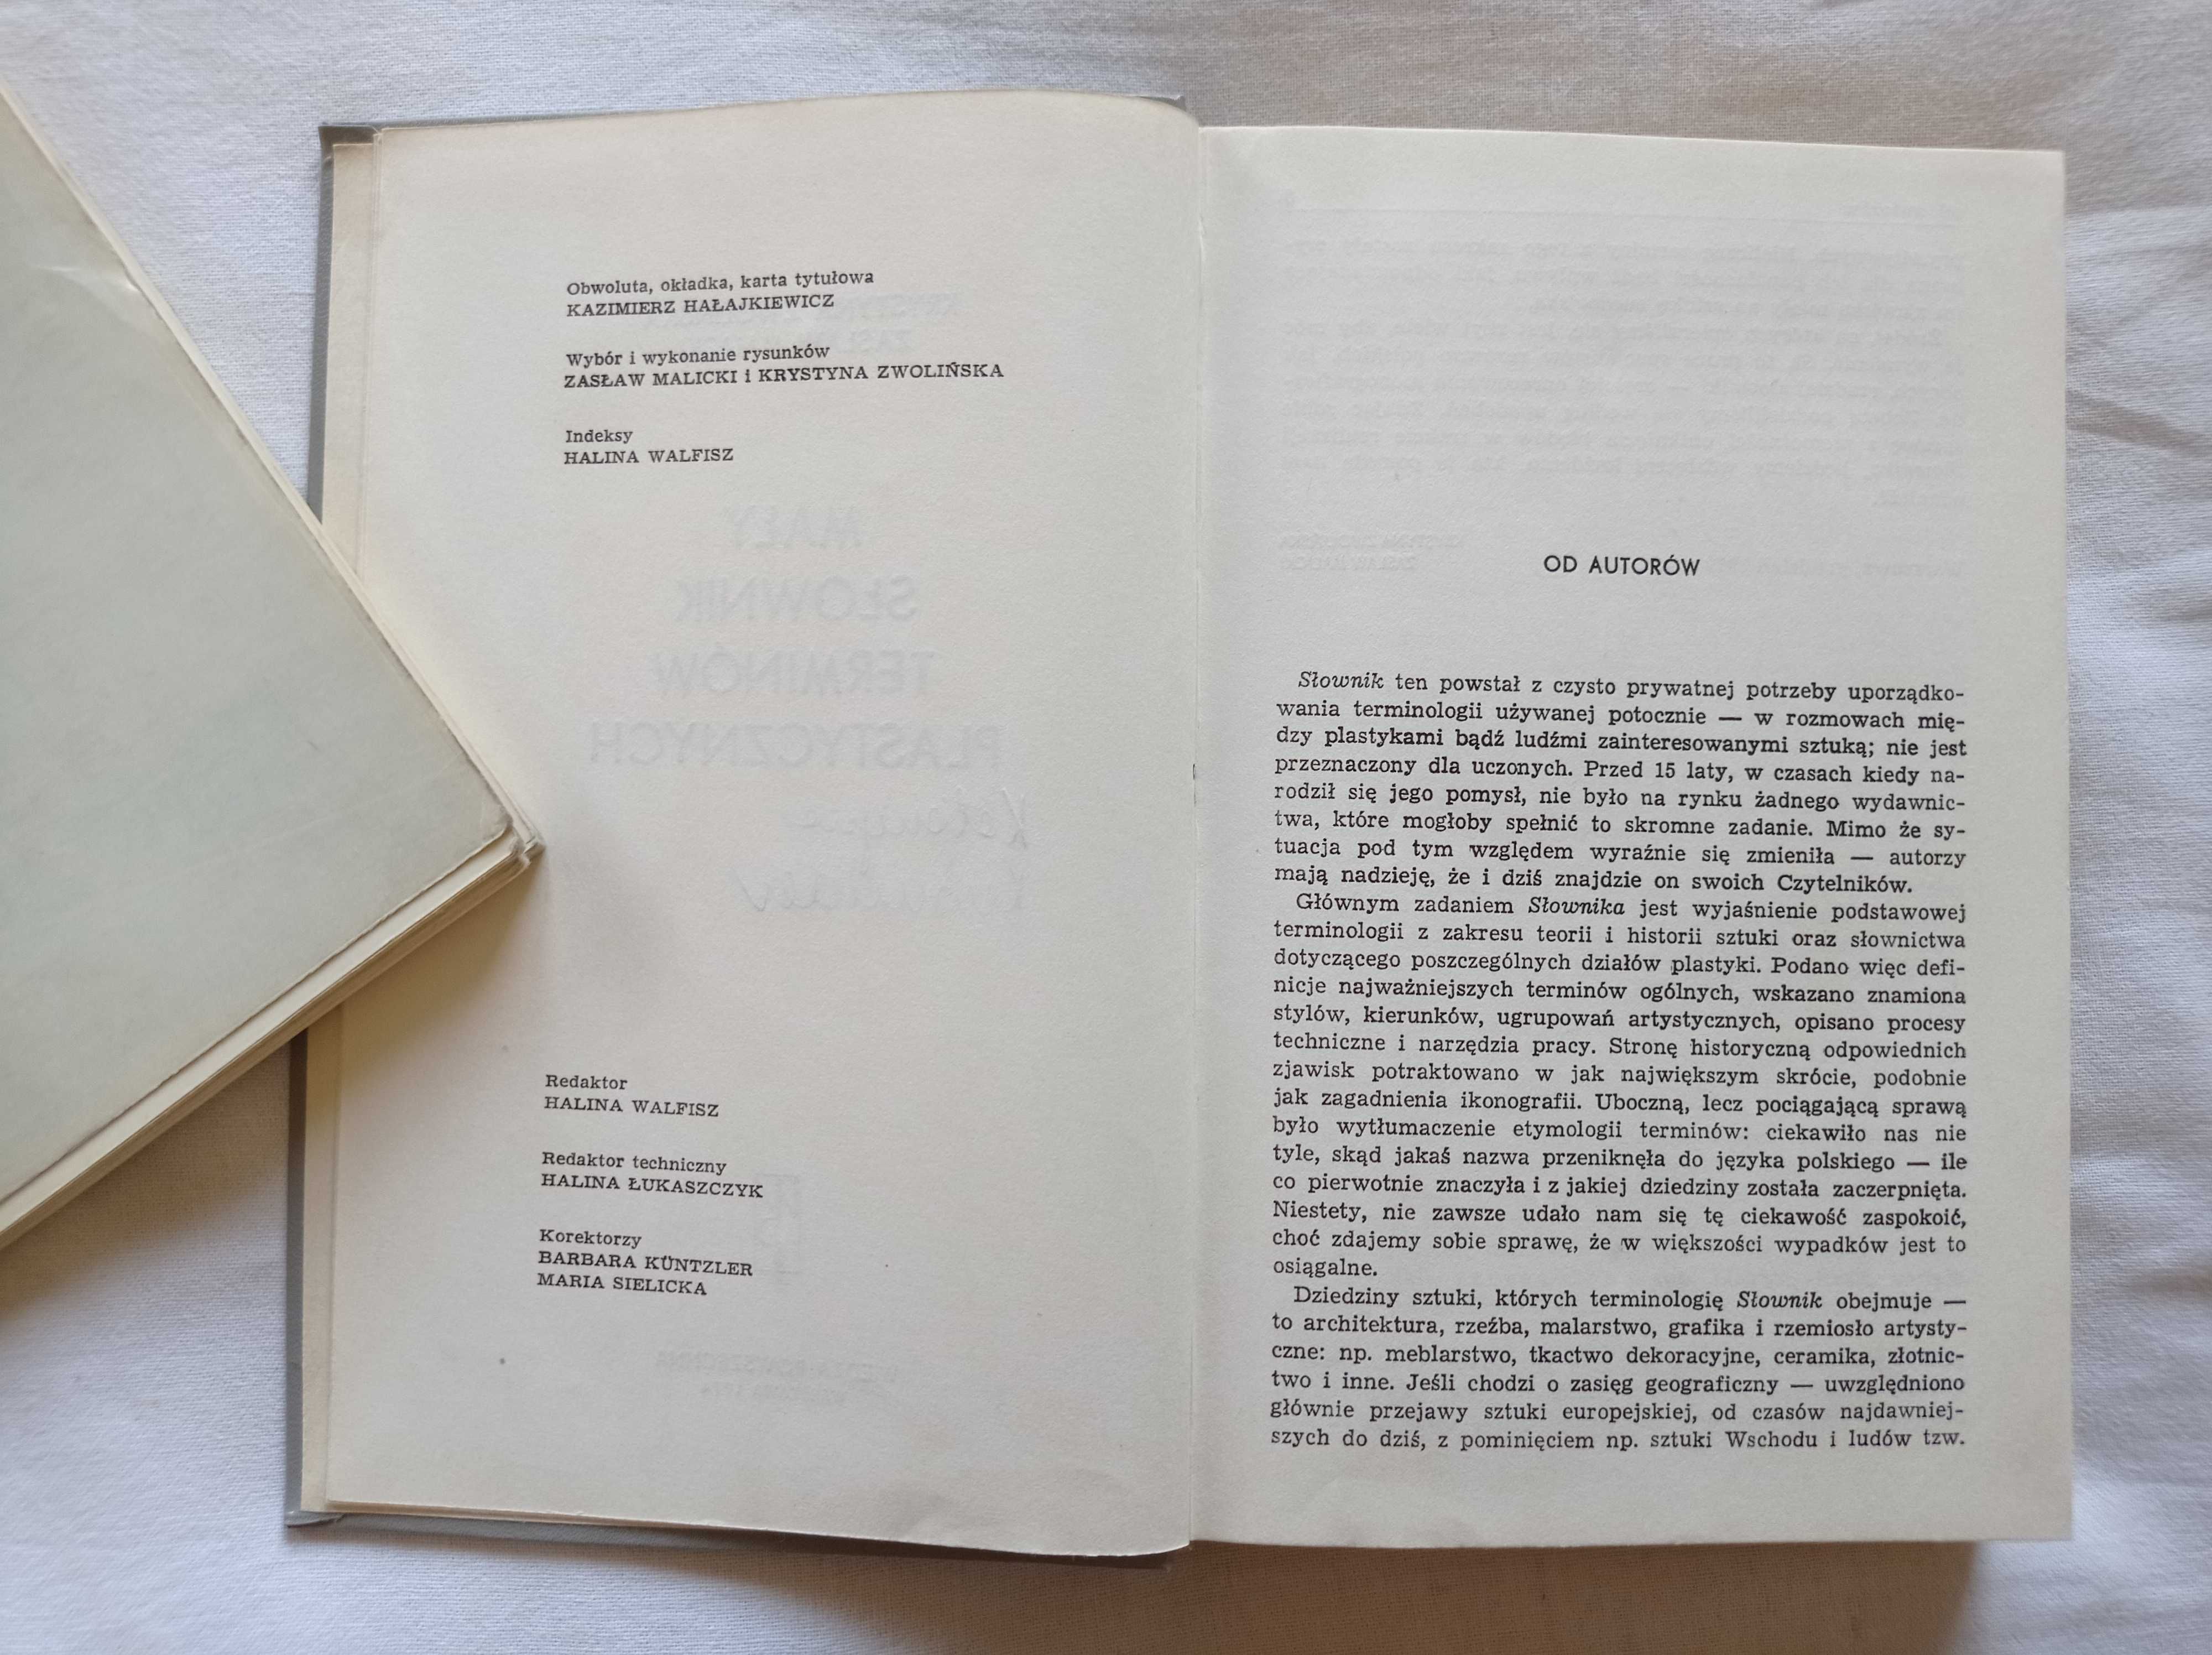 Obwoluta, okładka, karta tytułowa
KAZIMIERZ HAŁAJKIEWICZ
Wybór i wykonanie rysunków
ZASŁAW MALICKI i KRYSTYNA ZWOLIŃSKA
Indeksy
HALINA WALFISZ
MAŁY
SŁOWNIK
TERMINÓW
PLASTYCZNYCH
Redaktor
HALINA WALFISZ
Redaktor techniczny
HALINA ŁUKASZCZYK
Korektorzy
BARBARA KÜNTZLER
MARIA SIELICKA
OD AUTORÓW
Słownik ten powstał z czysto prywatnej potrzeby uporządko-
wania terminologii używanej potocznie — w rozmowach mię-
dzy plastykami bądź ludźmi zainteresowanymi sztuką; nie jest
przeznaczony dla uczonych. Przed 15 laty, w czasach kiedy na-
rodził się jego pomysł, nie było na rynku żadnego wydawnic-
twa, które mogłoby spełnić to skromne zadanie. Mimo że sy-
tuacja pod tym względem wyraźnie się zmieniła — autorzy
mają nadzieję, że i dziś znajdzie on swoich Czytelników.
Głównym zadaniem Słownika jest wyjaśnienie podstawowej
terminologii z zakresu teorii i historii sztuki oraz słownictwa
dotyczącego poszczególnych działów plastyki. Podano więc defi-
nicje najważniejszych terminów ogólnych, wskazano znamiona
stylów, kierunków, ugrupowań artystycznych, opisano procesy
techniczne i narzędzia pracy. Stronę historyczną odpowiednich
zjawisk potraktowano w jak największym skrócie, podobnie
jak zagadnienia ikonografii. Uboczną, lecz pociągającą sprawą
było wytłumaczenie etymologii terminów: ciekawiło nas nie
tyle, skąd jakaś nazwa przeniknęła do języka polskiego — ile
co pierwotnie znaczyła i z jakiej dziedziny została zaczerpnięta.
Niestety, nie zawsze udało nam się tę ciekawość zaspokoić,
choć zdajemy sobie sprawę, że w większości wypadków jest to
osiągalne.
Dziedziny sztuki, których terminologię Słownik obejmuje —
to architektura, rzeźba, malarstwo, grafika i rzemiosło artysty-
czne: np. meblarstwo, tkactwo dekoracyjne, ceramika, złotnic-
two i inne. Jeśli chodzi o zasięg geograficzny — uwzględniono
głównie przejawy sztuki europejskiej, od czasów najdawniej-
szych do dziś, z pominięciem np. sztuki Wschodu i ludów tzw.